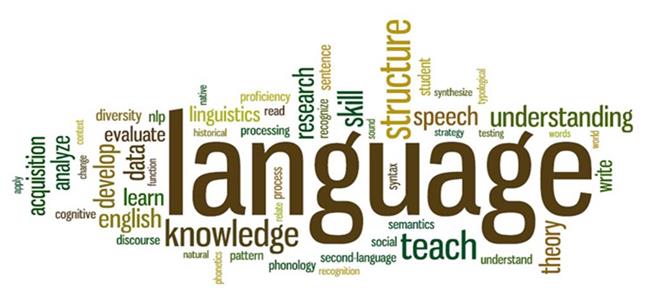 language
structure
knowledge
understanding
teach
skill
speech
research
theory
data
develop
acquisition
analyze
evaluate
learn
english
linguistics
diversity
nlp
native
proficiency
read
historical
processing
recognize
sentence
sound
student
synthesize
typological
strategy
testing
words
world
write
syntax
semantics
social
second-language
understand
recognition
phonology
pattern
phonetics
natural
relate
process
function
discourse
cognitive
change
context
apply